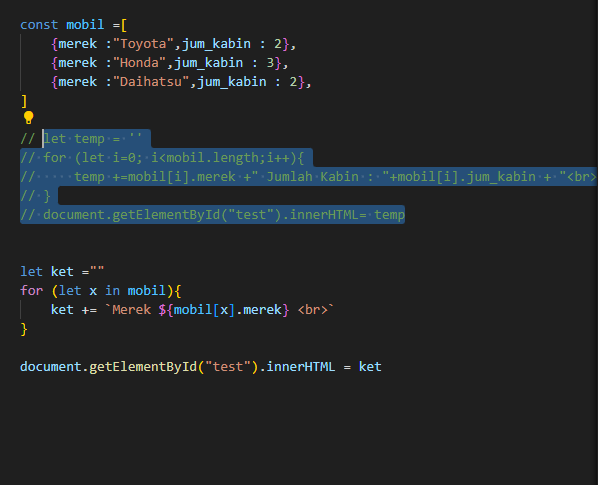 const mobil =[
    {merek :"Toyota",jum_kabin : 2},
    {merek :"Honda",jum_kabin : 3},
    {merek :"Daihatsu",jum_kabin : 2},
]
// let temp = ''
// for (let i=0; i<mobil.length;i++){
//     temp +=mobil[i].merek +" Jumlah Kabin : "+mobil[i].jum_kabin + "<br>
// }
// document.getElementById("test").innerHTML= temp
let ket =""
for (let x in mobil){
    ket += `Merek ${mobil[x].merek} <br>`
}
document.getElementById("test").innerHTML = ket